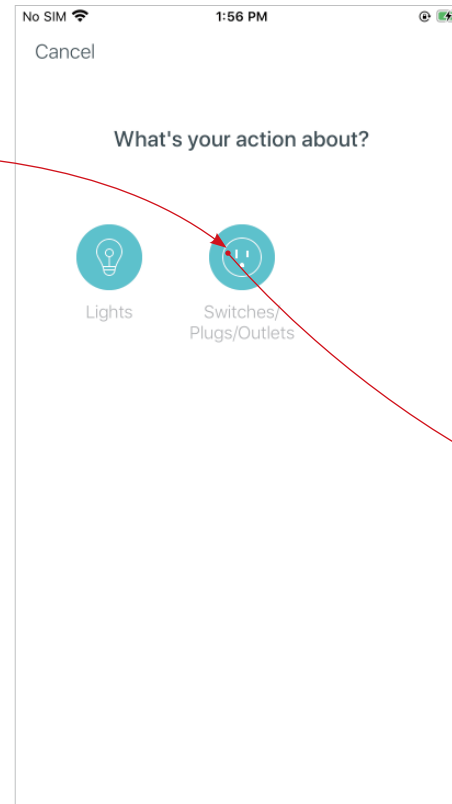 No SIM 1:56 PM
Cancel
What's your action about?
Lights
Switches/
Plugs/Outlets